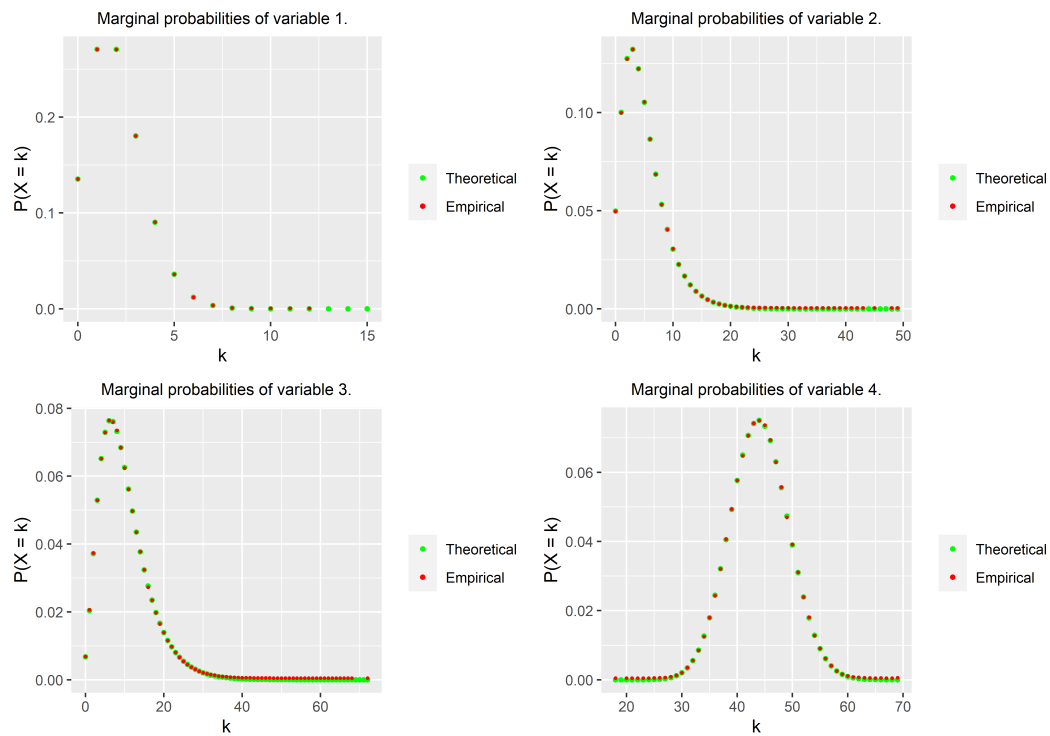 Marginal probabilities of variable 1.
P(X = k)
0.2
0.1
0.0
0 5 10 15
k
Theoretical
Empirical
Marginal probabilities of variable 2.
P(X = k)
0.10
0.05
0.00
0 10 20 30 40 50
k
Theoretical
Empirical
Marginal probabilities of variable 3.
P(X = k)
0.08
0.06
0.04
0.02
0.00
0 20 40 60
k
Theoretical
Empirical
Marginal probabilities of variable 4.
P(X = k)
0.06
0.04
0.02
0.00
20 30 40 50 60 70
k
Theoretical
Empirical